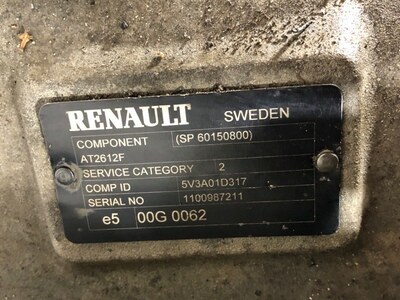 RENAULT SWEDEN
COMPONENT (SP 60150800)
AT2612F
SERVICE CATEGORY 2
COMP ID 5V3A01D317
SERIAL NO 1100987211
e5 00G 0062